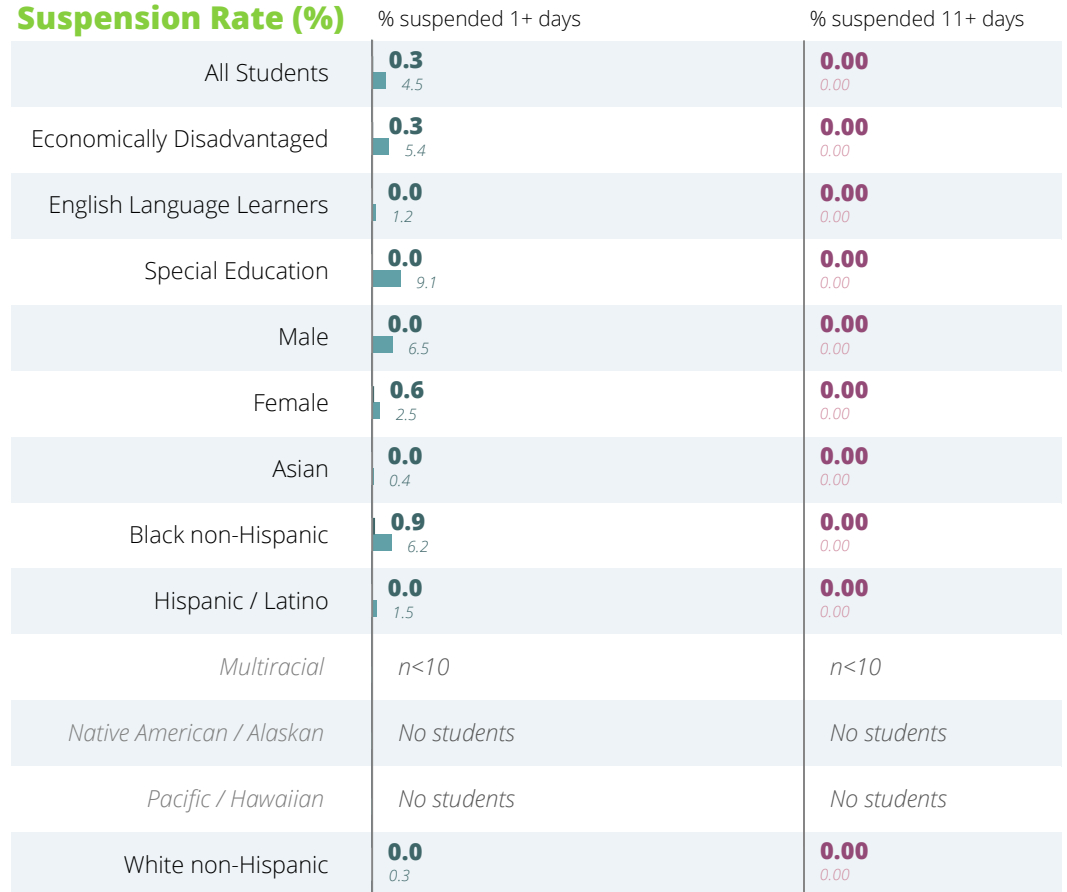 Suspension Rate (%) % suspended 1+ days % suspended 11+ days
All Students 0.3 0.00
4.5 0.00
Economically Disadvantaged 0.3 0.00
5.4 0.00
English Language Learners 0.0 0.00
1.2 0.00
Special Education 0.0 0.00
9.1 0.00
Male 0.0 0.00
6.5 0.00
Female 0.6 0.00
2.5 0.00
Asian 0.0 0.00
0.4 0.00
Black non-Hispanic 0.9 0.00
6.2 0.00
Hispanic / Latino 0.0 0.00
1.5 0.00
Multiracial n<10 n<10
Native American / Alaskan No students No students
Pacific / Hawaiian No students No students
White non-Hispanic 0.0 0.00
0.3 0.00